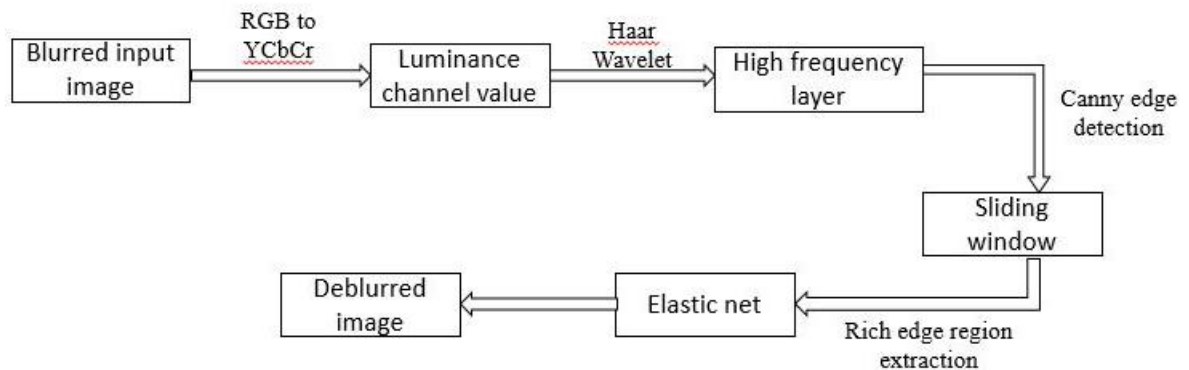 Blurred input
image
RGB to
YCbCr
Luminance
channel value
Haar
Wavelet
High frequency
layer
Canny edge
detection
Sliding
window
Rich edge region
extraction
Elastic net
Deblurred
image